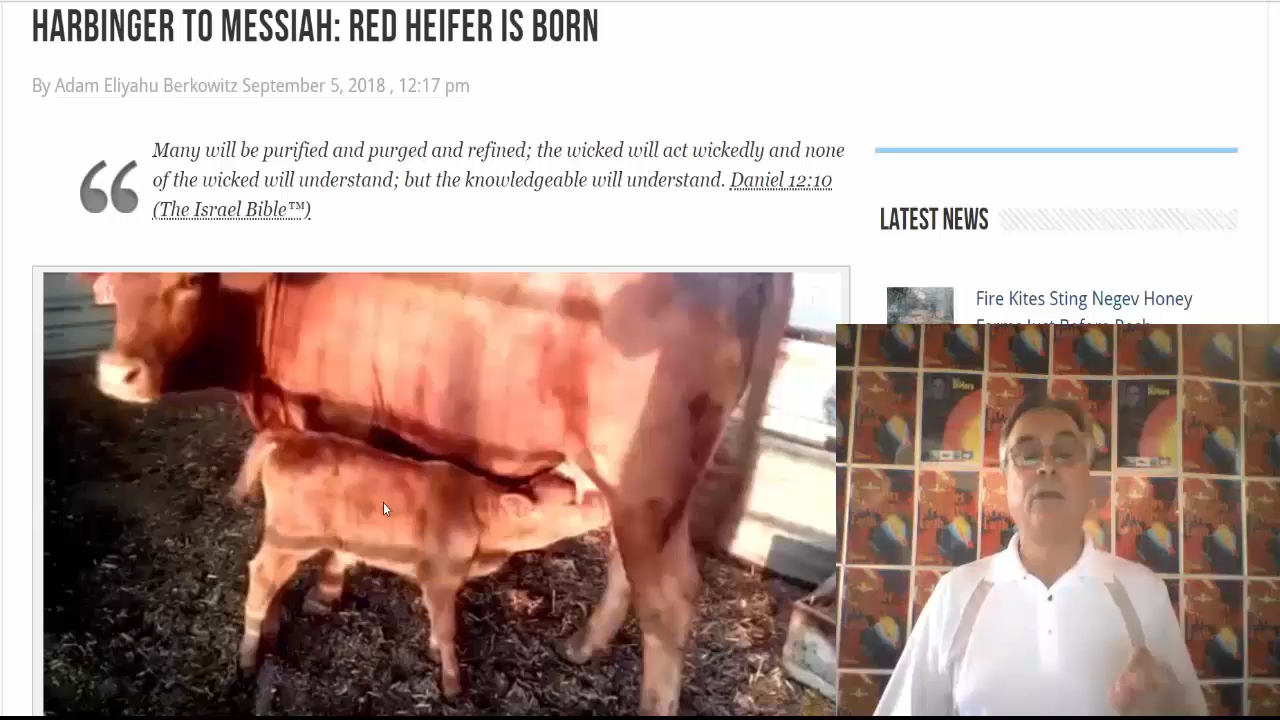 HARBINGER TO MESSIAH: RED HEIFER IS BORN
By Adam Eliyahu Berkowitz September 5, 2018 , 12:17 pm
Many will be purified and purged and refined; the wicked will act wickedly and none
of the wicked will understand; but the knowledgeable will understand. Daniel 12:10
(The Israel Bible™)
LATEST NEWS
Fire Kites Sting Negev Honey